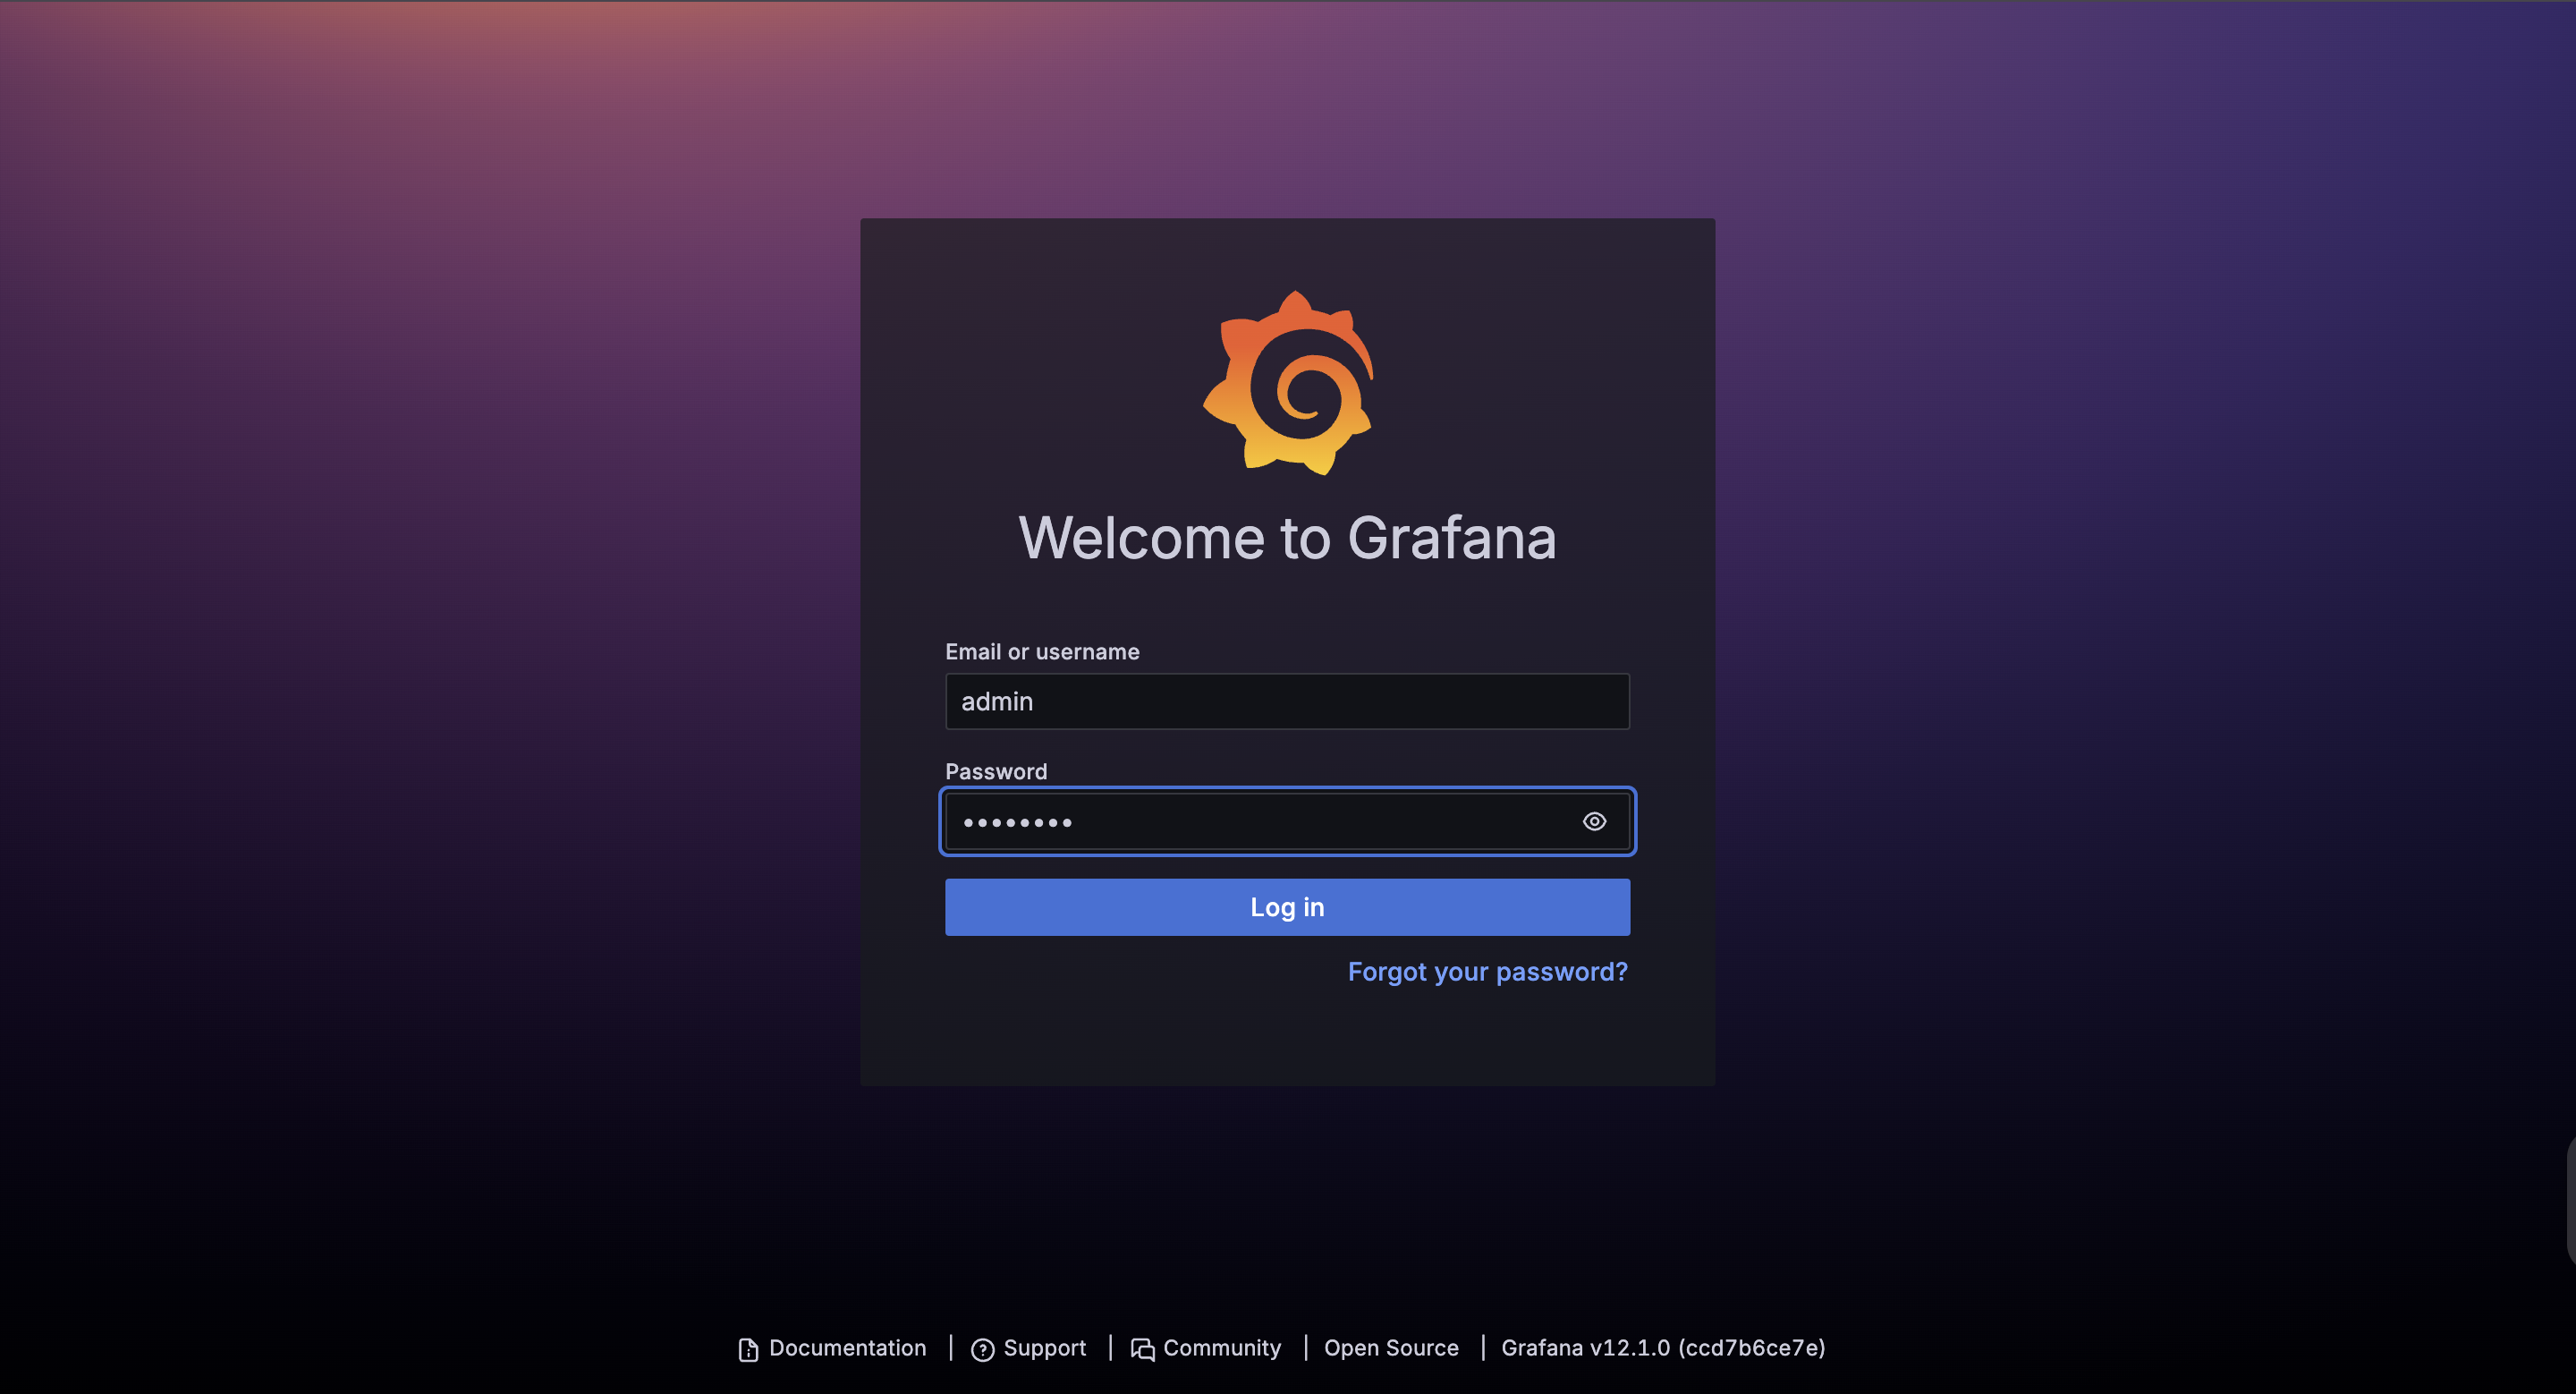 Welcome to Grafana
Email or username
admin
Password
••••••••
Log in
Forgot your password?
Documentation | Support | Community | Open Source | Grafana v12.1.0 (ccd7b6ce7e)